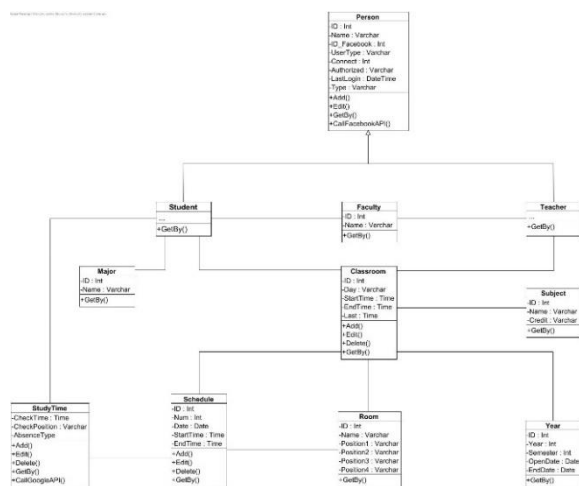 Person
-ID : Int
-Name : Varchar
-ID_Facebook : Int
-UserType : Varchar
-Connect : Int
-Authorized : Varchar
-LastLogin : DateTime
-Type : Varchar
+Add()
+Edit()
+GetBy()
+CallFacebookAPI()
Student
...
+GetBy()
Faculty
-ID : Int
-Name : Varchar
+GetBy()
Teacher
...
+GetBy()
Major
-ID : Int
-Name : Varchar
+GetBy()
Classroom
-ID : Int
-Day : Varchar
-StartTime : Time
-EndTime : Time
-Last : Time
+Add()
+Edit()
+Delete()
+GetBy()
Subject
-ID : Int
-Name : Varchar
-Credit : Varchar
+GetBy()
StudyTime
-CheckTime : Time
-CheckPosition : Varchar
-AbsenceType
+Add()
+Edit()
+Delete()
+GetBy()
+CallGoogleAPI()
Schedule
-ID : Int
-Num : Int
-Date : Date
-StartTime : Time
-EndTime : Time
+Add()
+Edit()
+Delete()
+GetBy()
Room
-ID : Int
-Name : Varchar
-Position1 : Varchar
-Position2 : Varchar
-Position3 : Varchar
-Position4 : Varchar
+GetBy()
Year
-ID : Int
-Year : Int
-Semester : Int
-OpenDate : Date
-EndDate : Date
+GetBy()